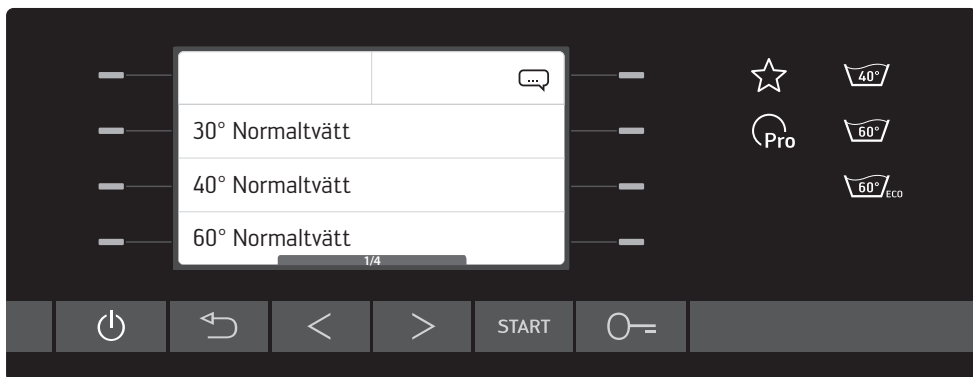 ...
30° Normaltvätt
40° Normaltvätt
60° Normaltvätt
1/4
40°
Pro
60°
60° ECO
< > START